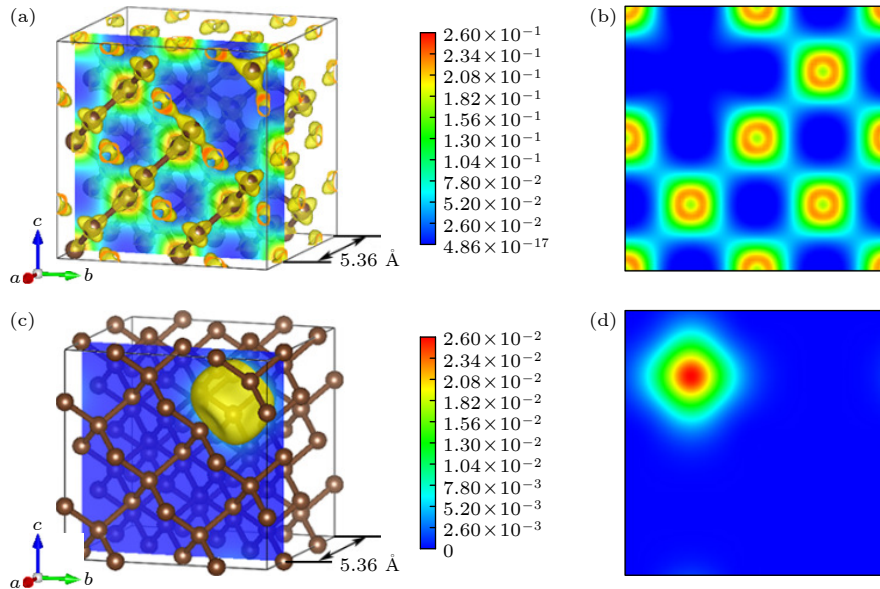 (a)
c
a
b
5.36 Å
2.60×10⁻¹
2.34×10⁻¹
2.08×10⁻¹
1.82×10⁻¹
1.56×10⁻¹
1.30×10⁻¹
1.04×10⁻¹
7.80×10⁻²
5.20×10⁻²
2.60×10⁻²
4.86×10⁻¹⁷
(b)
(c)
c
a
b
5.36 Å
2.60×10⁻²
2.34×10⁻²
2.08×10⁻²
1.82×10⁻²
1.56×10⁻²
1.30×10⁻²
1.04×10⁻²
7.80×10⁻³
5.20×10⁻³
2.60×10⁻³
0
(d)